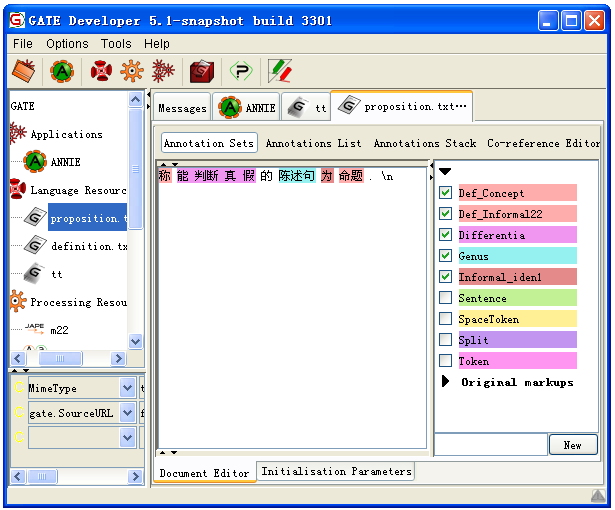 GATE Developer 5.1-snapshot build 3301
File Options Tools Help
GATE
Applications
ANNIE
Language Resourc
proposition.t
definition.tx
tt
Processing Resou
JAPE m22
MimeType t
gate.SourceURL f
Messages ANNIE tt proposition.txt...
Annotation Sets Annotations List Annotations Stack Co-reference Editor
称 能 判断 真 假 的 陈述句 为 命题 . \n
Def_Concept
Def_Informal22
Differentia
Genus
Informal_iden1
Sentence
SpaceToken
Split
Token
Original markups
New
Document Editor Initialisation Parameters